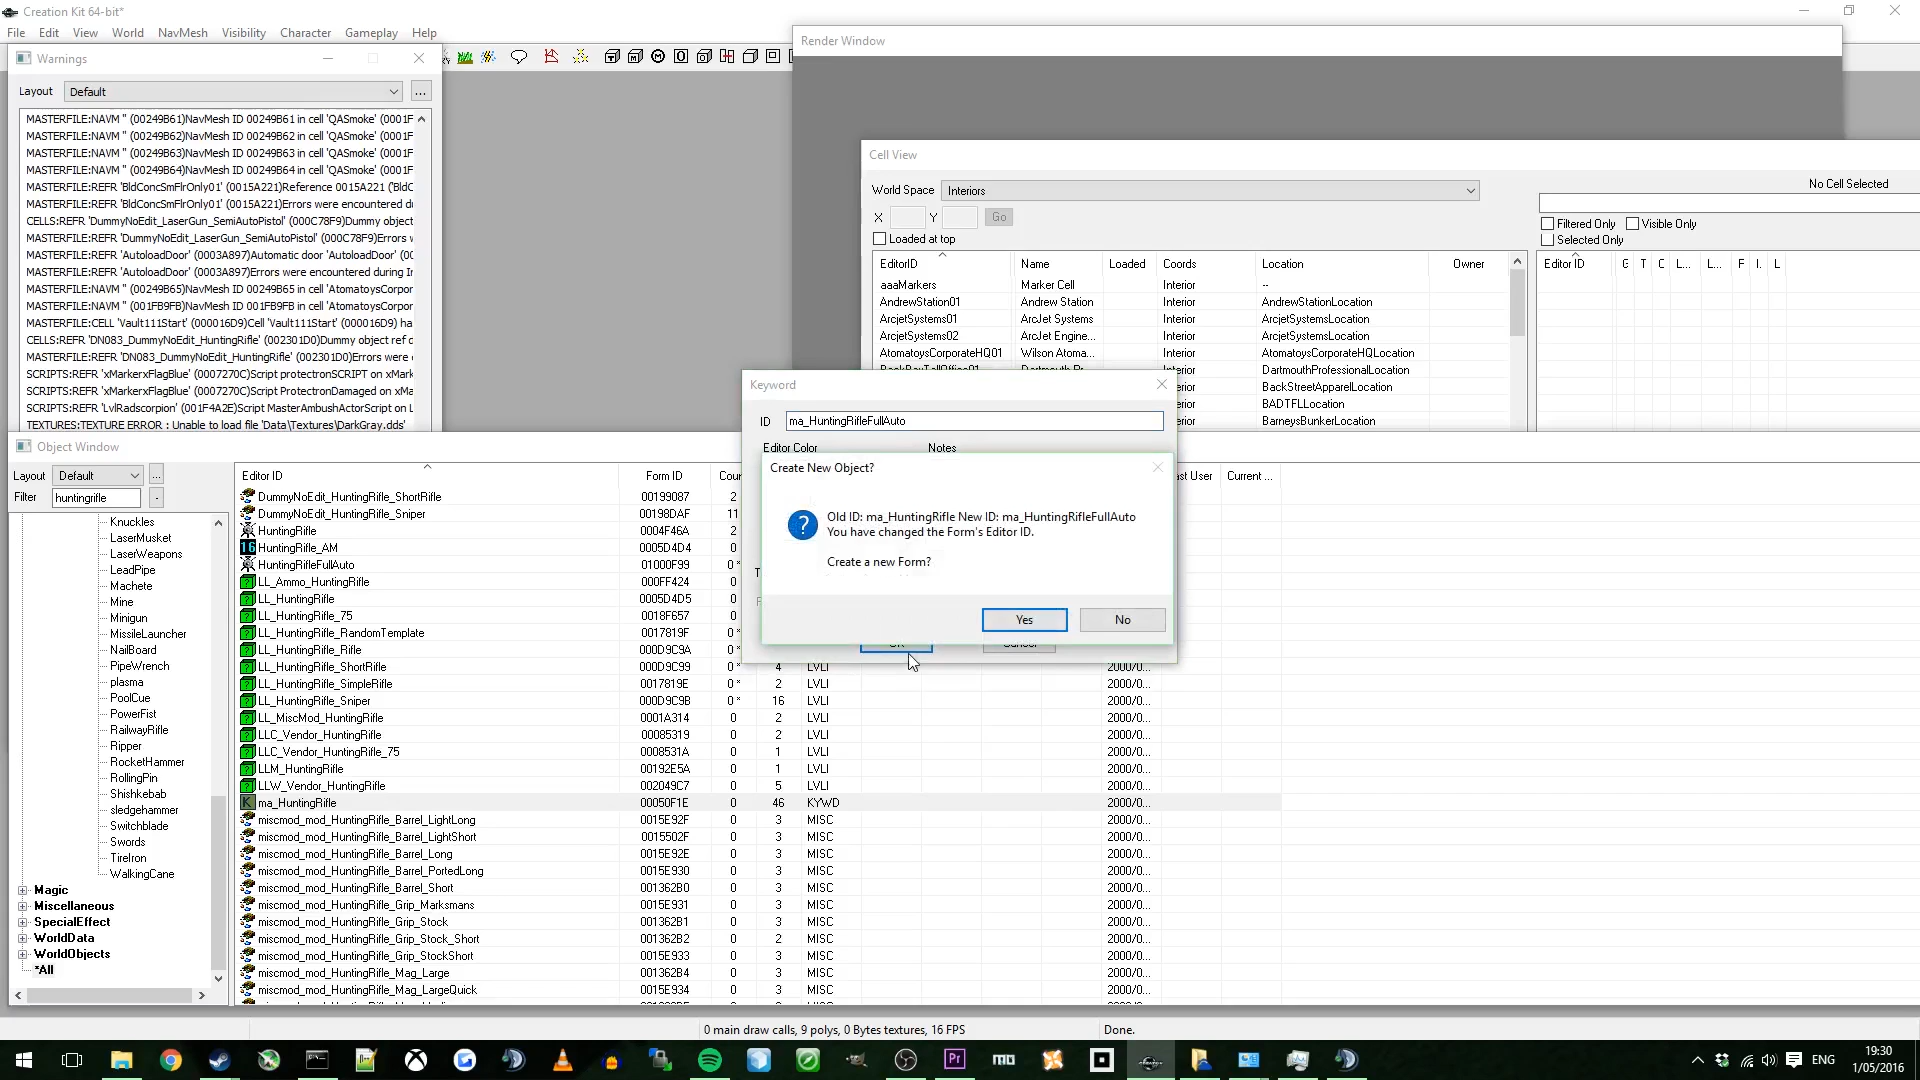 Creation Kit 64-bit*
File Edit View World NavMesh Visibility Character Gameplay Help
Warnings
Layout Default ...
MASTERFILE:NAVM '' (00249B61)NavMesh ID 00249B61 in cell 'QASmoke' (0001F
MASTERFILE:NAVM '' (00249B62)NavMesh ID 00249B62 in cell 'QASmoke' (0001F
MASTERFILE:NAVM '' (00249B63)NavMesh ID 00249B63 in cell 'QASmoke' (0001F
MASTERFILE:NAVM '' (00249B64)NavMesh ID 00249B64 in cell 'QASmoke' (0001F
MASTERFILE:REFR 'BldConcSmFlrOnly01' (0015A221)Reference 0015A221 ('BldC
MASTERFILE:REFR 'BldConcSmFlrOnly01' (0015A221)Errors were encountered du
CELLS:REFR 'DummyNoEdit_LaserGun_SemiAutoPistol' (000C78F9)Dummy object
MASTERFILE:REFR 'DummyNoEdit_LaserGun_SemiAutoPistol' (000C78F9)Errors w
MASTERFILE:REFR 'AutoloadDoor' (0003A897)Automatic door 'AutoloadDoor' (00
MASTERFILE:REFR 'AutoloadDoor' (0003A897)Errors were encountered during Ir
MASTERFILE:NAVM '' (00249B65)NavMesh ID 00249B65 in cell 'AtomatoysCorpor
MASTERFILE:NAVM '' (001FB9FB)NavMesh ID 001FB9FB in cell 'AtomatoysCorpor
MASTERFILE:CELL 'Vault111Start' (000016D9)Cell 'Vault111Start' (000016D9) ha
CELLS:REFR 'DN083_DummyNoEdit_HuntingRifle' (002301D0)Dummy object ref d
MASTERFILE:REFR 'DN083_DummyNoEdit_HuntingRifle' (002301D0)Errors were
SCRIPTS:REFR 'xMarkerxFlagBlue' (0007270C)Script protectronSCRIPT on xMark
SCRIPTS:REFR 'xMarkerxFlagBlue' (0007270C)Script ProtectronDamaged on xMa
SCRIPTS:REFR 'LvlRadscorpion' (001F4A2E)Script MasterAmbushActorScript on L
TEXTURES:TEXTURE ERROR : Unable to load file 'Data\Textures\DarkGray.dds'
Render Window
Cell View
World Space Interiors No Cell Selected
X Y Go
Loaded at top
Filtered Only Visible Only
Selected Only
EditorID Name Loaded Coords Location Owner
aaaMarkers Marker Cell Interior --
AndrewStation01 Andrew Station Interior AndrewStationLocation
ArcjetSystems01 ArcJet Systems Interior ArcjetSystemsLocation
ArcjetSystems02 ArcJet Engine... Interior ArcjetSystemsLocation
AtomatoysCorporateHQ01 Wilson Atoma... Interior AtomatoysCorporateHQLocation
DartmouthProfessionalLocation
BackStreetApparelLocation
BADTFLLocation
BarneysBunkerLocation
Editor ID G T C L... L... F I. L
Keyword
ID ma_HuntingRifleFullAuto
Editor Color Notes
Create New Object?
Old ID: ma_HuntingRifle New ID: ma_HuntingRifleFullAuto
You have changed the Form's Editor ID.
Create a new Form?
Yes No
Object Window
Layout Default ...
Filter huntingrifle -
Knuckles
LaserMusket
LaserWeapons
LeadPipe
Machete
Mine
Minigun
MissileLauncher
NailBoard
PipeWrench
plasma
PoolCue
PowerFist
RailwayRifle
Ripper
RocketHammer
RollingPin
Shishkebab
sledgehammer
Switchblade
Swords
TireIron
WalkingCane
Magic
Miscellaneous
SpecialEffect
WorldData
WorldObjects
*All
Editor ID Form ID Cour ast User Current ...
DummyNoEdit_HuntingRifle_ShortRifle 00199087 2
DummyNoEdit_HuntingRifle_Sniper 00198DAF 11
HuntingRifle 0004F46A 2
HuntingRifle_AM 0005D4D4 0
HuntingRifleFullAuto 01000F99 0 *
LL_Ammo_HuntingRifle 000FF424 0
LL_HuntingRifle 0005D4D5 0
LL_HuntingRifle_75 0018F657 0
LL_HuntingRifle_RandomTemplate 0017819F 0 *
LL_HuntingRifle_Rifle 000D9C9A 0 *
LL_HuntingRifle_ShortRifle 000D9C99 0 * 4 LVLI 2000/0...
LL_HuntingRifle_SimpleRifle 0017819E 0 * 2 LVLI 2000/0...
LL_HuntingRifle_Sniper 000D9C9B 0 * 16 LVLI 2000/0...
LL_MiscMod_HuntingRifle 0001A314 0 2 LVLI 2000/0...
LLC_Vendor_HuntingRifle 00085319 0 2 LVLI 2000/0...
LLC_Vendor_HuntingRifle_75 0008531A 0 1 LVLI 2000/0...
LLM_HuntingRifle 00192E5A 0 1 LVLI 2000/0...
LLW_Vendor_HuntingRifle 002049C7 0 5 LVLI 2000/0...
ma_HuntingRifle 00050F1E 0 46 KYWD 2000/0...
miscmod_mod_HuntingRifle_Barrel_LightLong 0015E92F 0 3 MISC 2000/0...
miscmod_mod_HuntingRifle_Barrel_LightShort 0015502F 0 3 MISC 2000/0...
miscmod_mod_HuntingRifle_Barrel_Long 0015E92E 0 3 MISC 2000/0...
miscmod_mod_HuntingRifle_Barrel_PortedLong 0015E930 0 3 MISC 2000/0...
miscmod_mod_HuntingRifle_Barrel_Short 001362B0 0 3 MISC 2000/0...
miscmod_mod_HuntingRifle_Grip_Marksmans 0015E931 0 3 MISC 2000/0...
miscmod_mod_HuntingRifle_Grip_Stock 001362B1 0 3 MISC 2000/0...
miscmod_mod_HuntingRifle_Grip_Stock_Short 001362B2 0 2 MISC 2000/0...
miscmod_mod_HuntingRifle_Grip_StockShort 0015E933 0 3 MISC 2000/0...
miscmod_mod_HuntingRifle_Mag_Large 001362B4 0 3 MISC 2000/0...
miscmod_mod_HuntingRifle_Mag_LargeQuick 0015E934 0 3 MISC 2000/0...
0 main draw calls, 9 polys, 0 Bytes textures, 16 FPS Done.
Pr MO ENG
19:30
1/05/2016